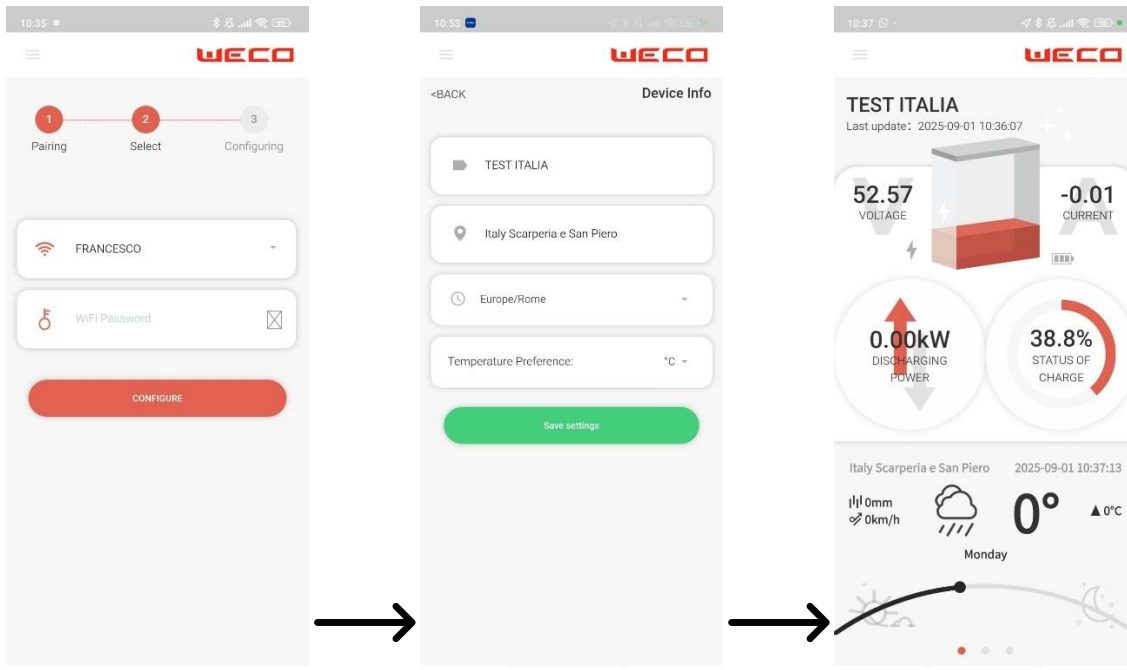 10:35
WECO
1
2
3
Pairing
Select
Configuring
FRANCESCO
WiFi Password
CONFIGURE
10:53
WECO
<BACK
Device Info
TEST ITALIA
Italy Scarperia e San Piero
Europe/Rome
Temperature Preference:
°C
Save settings
10:37
WECO
TEST ITALIA
Last update: 2025-09-01 10:36:07
V
A
52.57
VOLTAGE
-0.01
CURRENT
0.00kW
DISCHARGING
POWER
38.8%
STATUS OF
CHARGE
Italy Scarperia e San Piero
2025-09-01 10:37:13
0mm
0km/h
0°
▲ 0°C
Monday